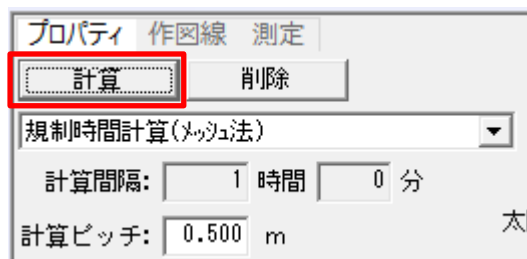 プロパティ 作図線 測定
計算 削除
規制時間計算(メッシュ法)
計算間隔: 1 時間 0 分
計算ピッチ: 0.500 m
太